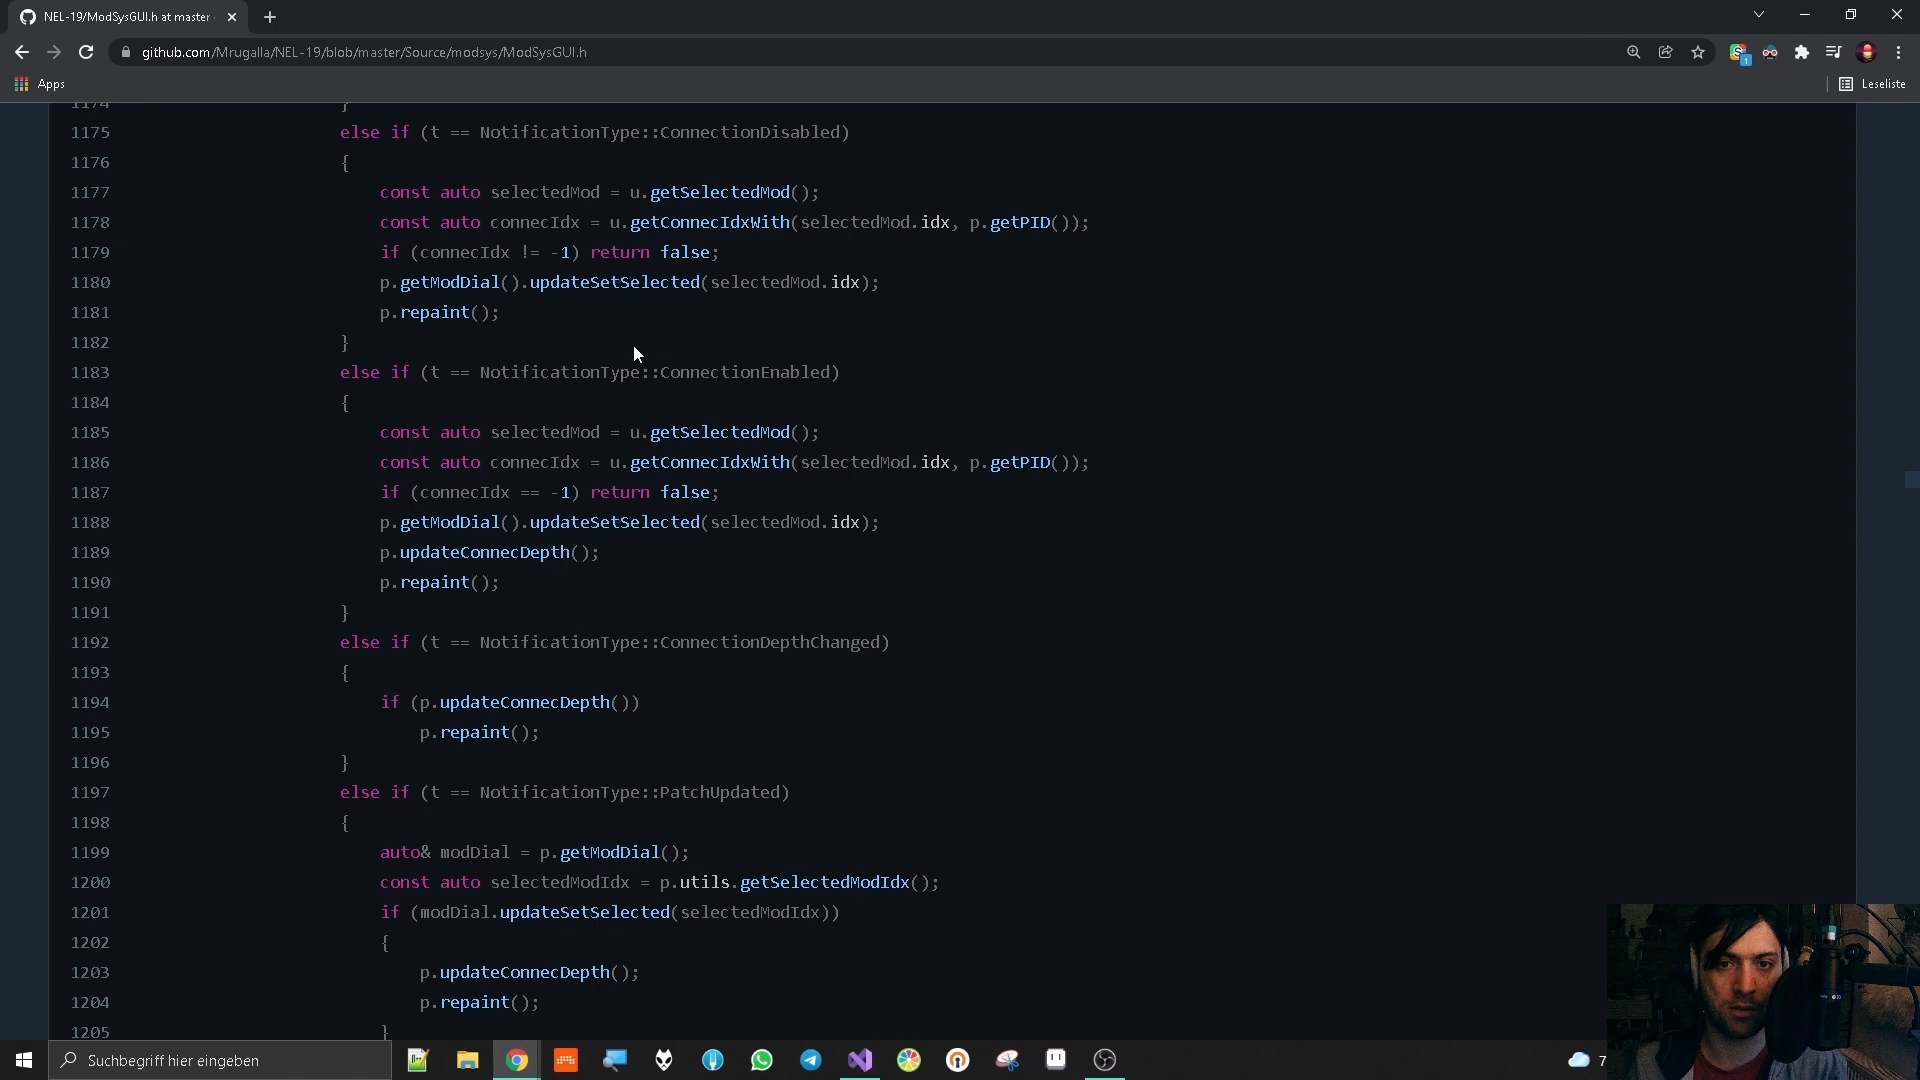 NEL-19/ModSysGUI.h at master
github.com/Mrugalla/NEL-19/blob/master/Source/modsys/ModSysGUI.h
1
Apps
Leseliste
1174 }
1175 else if (t == NotificationType::ConnectionDisabled)
1176 {
1177 const auto selectedMod = u.getSelectedMod();
1178 const auto connecIdx = u.getConnecIdxWith(selectedMod.idx, p.getPID());
1179 if (connecIdx != -1) return false;
1180 p.getModDial().updateSetSelected(selectedMod.idx);
1181 p.repaint();
1182 }
1183 else if (t == NotificationType::ConnectionEnabled)
1184 {
1185 const auto selectedMod = u.getSelectedMod();
1186 const auto connecIdx = u.getConnecIdxWith(selectedMod.idx, p.getPID());
1187 if (connecIdx == -1) return false;
1188 p.getModDial().updateSetSelected(selectedMod.idx);
1189 p.updateConnecDepth();
1190 p.repaint();
1191 }
1192 else if (t == NotificationType::ConnectionDepthChanged)
1193 {
1194 if (p.updateConnecDepth())
1195 p.repaint();
1196 }
1197 else if (t == NotificationType::PatchUpdated)
1198 {
1199 auto& modDial = p.getModDial();
1200 const auto selectedModIdx = p.utils.getSelectedModIdx();
1201 if (modDial.updateSetSelected(selectedModIdx))
1202 {
1203 p.updateConnecDepth();
1204 p.repaint();
1205 }
Suchbegriff hier eingeben
7